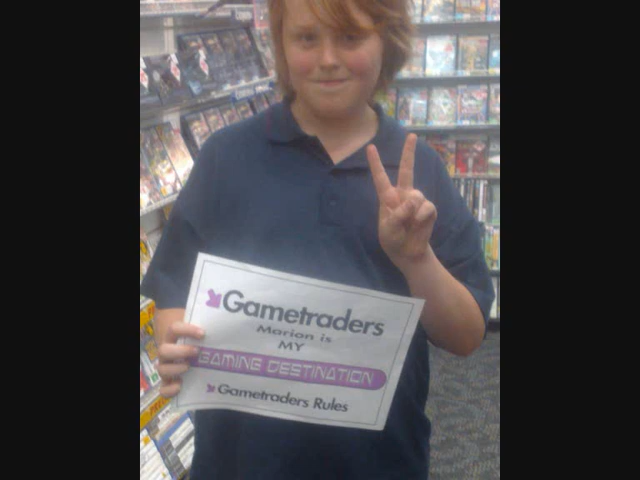 Gametraders
Marion is
MY
GAMING DESTINATION
Gametraders Rules